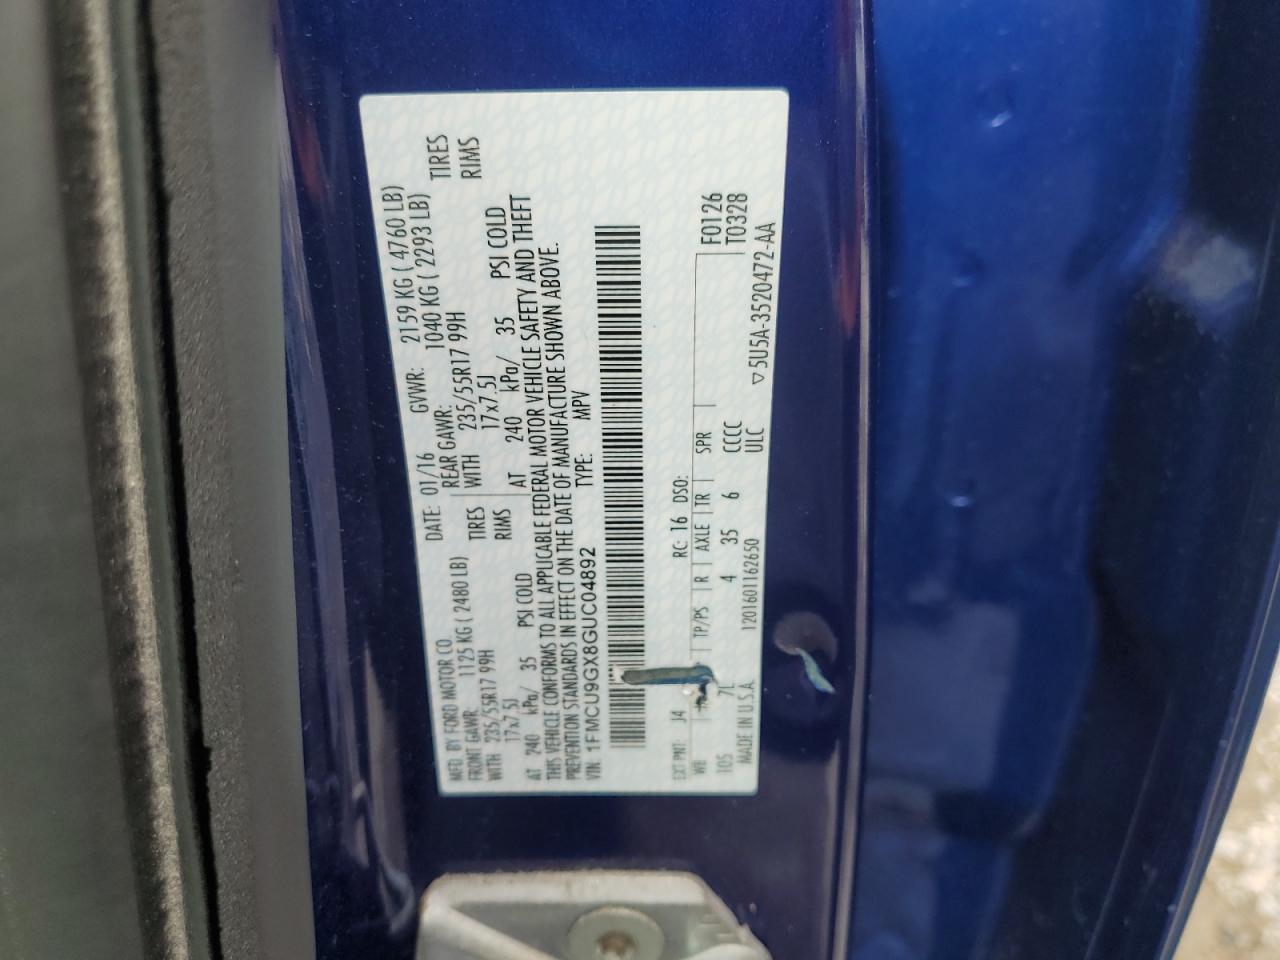 MFD. BY FORD MOTOR CO.
DATE: 01/16 GVWR: 2159 KG ( 4760 LB)
FRONT GAWR: 1125 KG ( 2480 LB) REAR GAWR: 1040 KG ( 2293 LB)
WITH 235/55R17 99H TIRES WITH 235/55R17 99H TIRES
17x7.5J RIMS 17x7.5J RIMS
AT 240 kPa/ 35 PSI COLD AT 240 kPa/ 35 PSI COLD
THIS VEHICLE CONFORMS TO ALL APPLICABLE FEDERAL MOTOR VEHICLE SAFETY AND THEFT
PREVENTION STANDARDS IN EFFECT ON THE DATE OF MANUFACTURE SHOWN ABOVE.
VIN: 1FMCU9GX8GUC04892 TYPE: MPV
EXT PNT: J4 RC: 16 DSO: F0126
WB TP/PS R AXLE TR SPR T0328
105 7L 4 35 6 CCCC
MADE IN U.S.A. 1201601162650 ULC ▽5U5A-3520472-AA